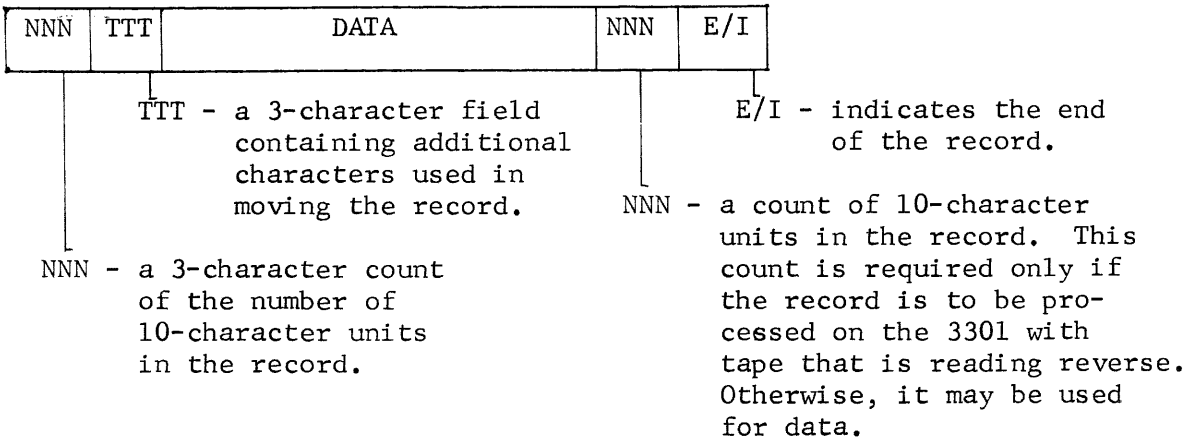 NNN TTT DATA NNN E/I
TTT - a 3-character field
containing additional
characters used in
moving the record.
E/I - indicates the end
of the record.
NNN - a count of 10-character
units in the record. This
count is required only if
the record is to be pro-
cessed on the 3301 with
tape that is reading reverse.
Otherwise, it may be used
for data.
NNN - a 3-character count
of the number of
10-character units
in the record.